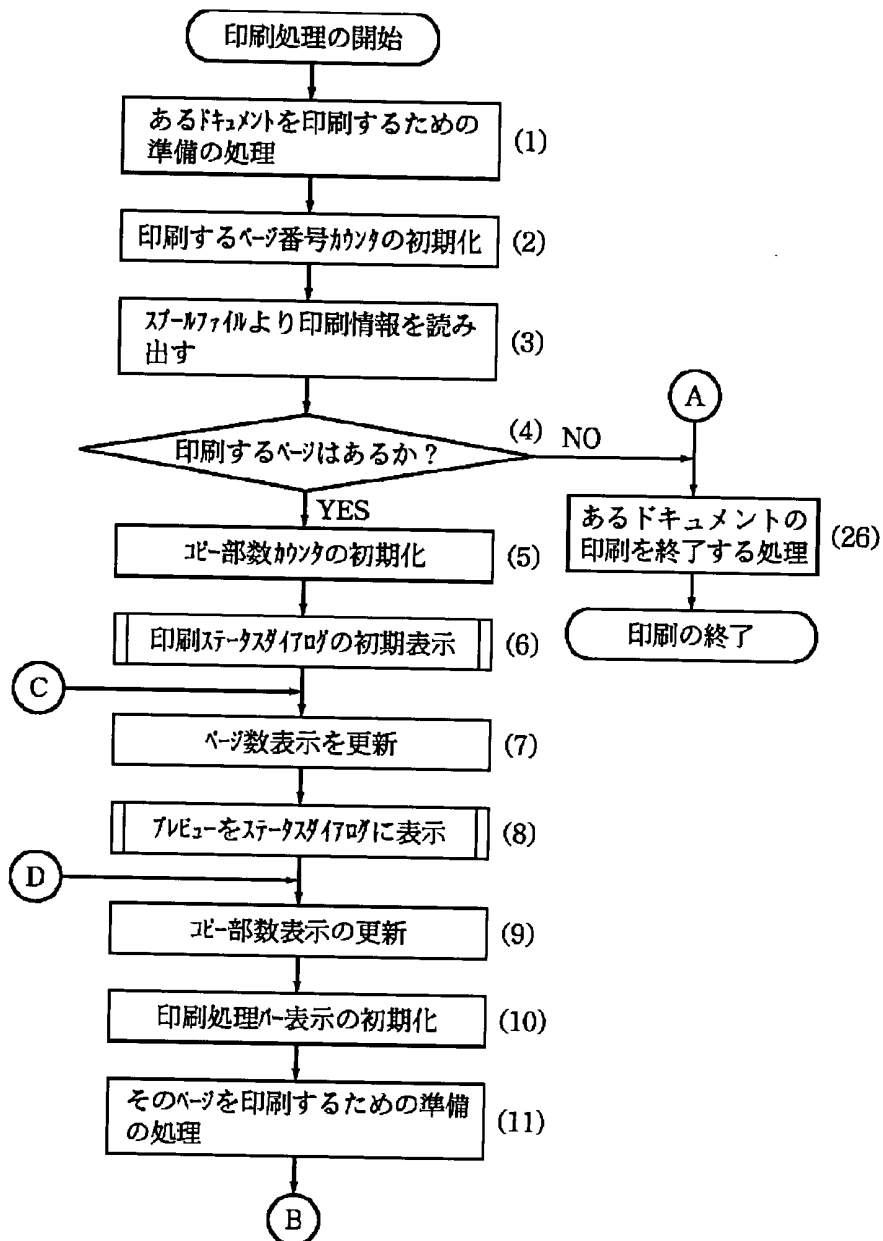 印刷処理の開始
あるドキュメントを印刷するための
準備の処理
(1)
印刷するページ番号カウンタの初期化
(2)
スプールファイルより印刷情報を読み
出す
(3)
印刷するページはあるか?
(4)
NO
YES
A
コピー部数カウンタの初期化
(5)
あるドキュメントの
印刷を終了する処理
(26)
印刷ステータスダイアログの初期表示
(6)
印刷の終了
C
ページ数表示を更新
(7)
プレビューをステータスダイアログに表示
(8)
D
コピー部数表示の更新
(9)
印刷処理バー表示の初期化
(10)
そのページを印刷するための準備
の処理
(11)
B